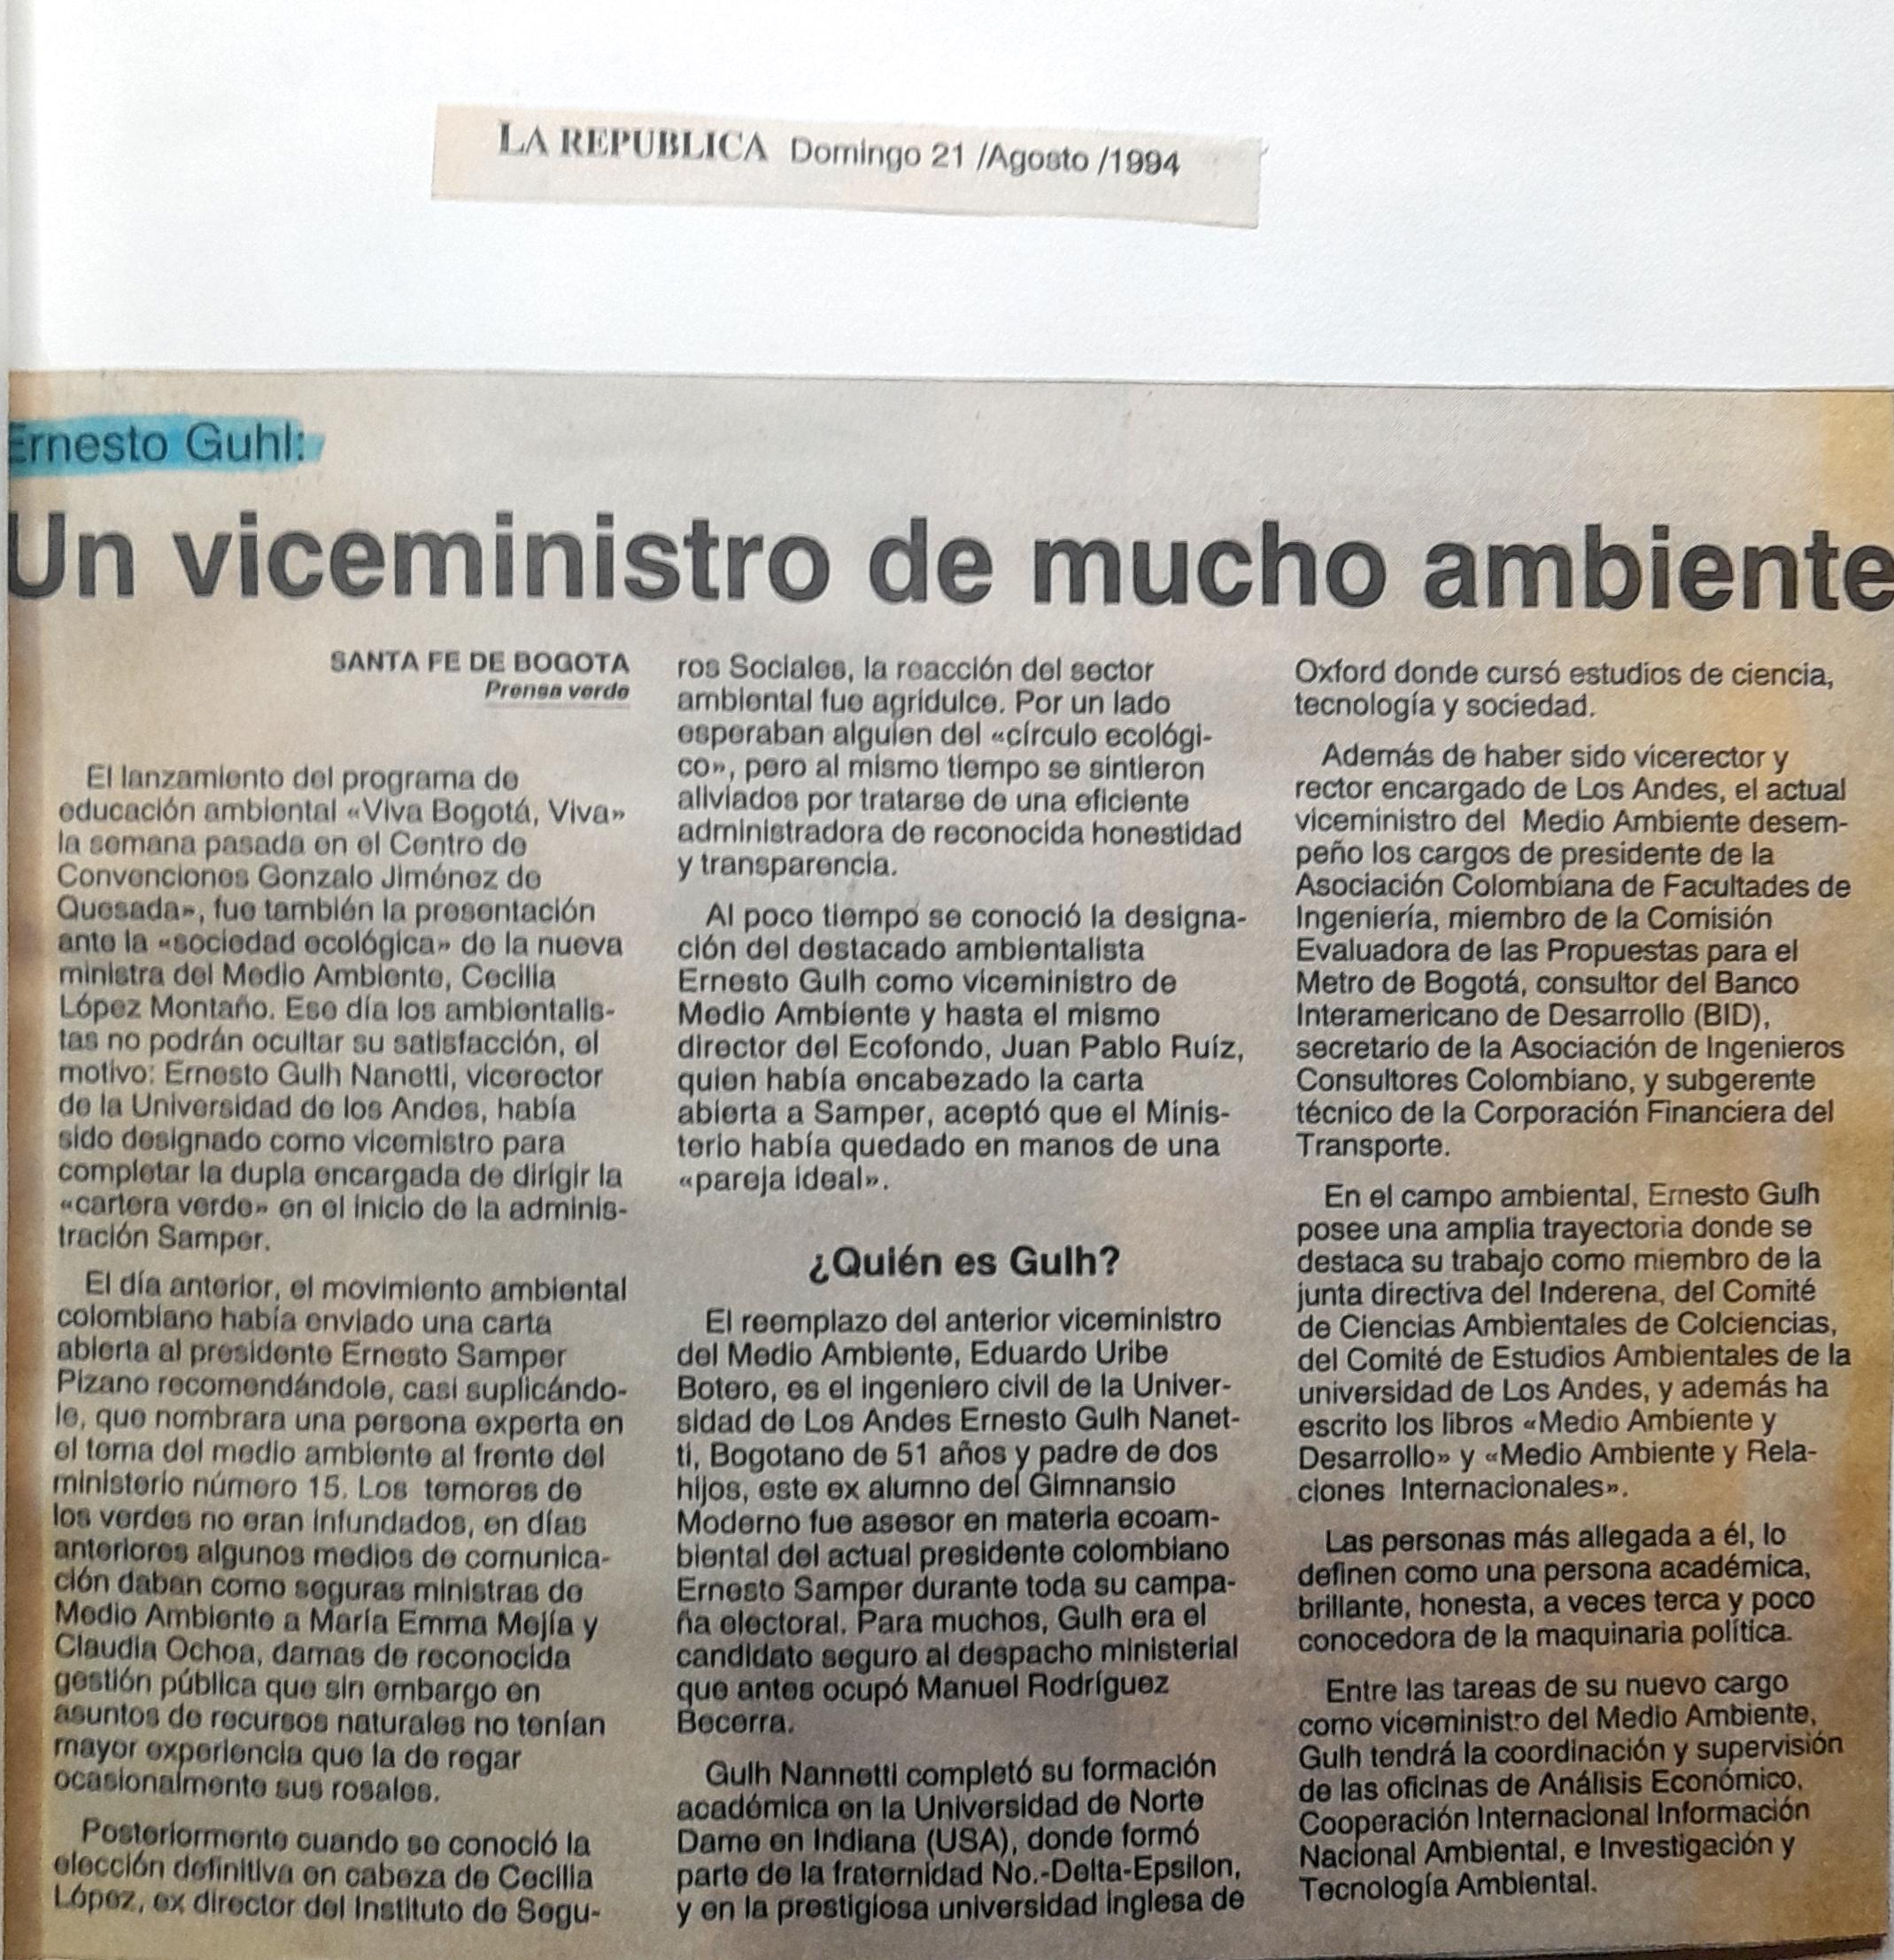 LA REPUBLICA Domingo 21 /Agosto /1994
Ernesto Guhl:
Un viceministro de mucho ambiente
SANTA FE DE BOGOTA
Prensa verde
El lanzamiento del programa de
educación ambiental «Viva Bogotá, Viva»
la semana pasada en el Centro de
Convenciones Gonzalo Jiménez de
Quesada», fue también la presentación
ante la «sociedad ecológica» de la nueva
ministra del Medio Ambiente, Cecilia
López Montaño. Ese día los ambientalis-
tas no podrán ocultar su satisfacción, el
motivo: Ernesto Gulh Nanetti, vicerector
de la Universidad de los Andes, había
sido designado como vicemistro para
completar la dupla encargada de dirigir la
«cartera verde» en el inicio de la adminis-
tración Samper.
El día anterior, el movimiento ambiental
colombiano había enviado una carta
abierta al presidente Ernesto Samper
Pizano recomendándole, casi suplicándo-
le, que nombrara una persona experta en
el tema del medio ambiente al frente del
ministerio número 15. Los temores de
los verdes no eran infundados, en días
anteriores algunos medios de comunica-
ción daban como seguras ministras de
Medio Ambiente a María Emma Mejía y
Claudia Ochoa, damas de reconocida
gestión pública que sin embargo en
asuntos de recursos naturales no tenían
mayor experiencia que la de regar
ocasionalmente sus rosales.
Posteriormente cuando se conoció la
elección definitiva en cabeza de Cecilia
López, ex director del Instituto de Segu-
ros Sociales, la reacción del sector
ambiental fue agridulce. Por un lado
esperaban alguien del «círculo ecológi-
co», pero al mismo tiempo se sintieron
aliviados por tratarse de una eficiente
administradora de reconocida honestidad
y transparencia.
Al poco tiempo se conoció la designa-
ción del destacado ambientalista
Ernesto Gulh como viceministro de
Medio Ambiente y hasta el mismo
director del Ecofondo, Juan Pablo Ruíz,
quien había encabezado la carta
abierta a Samper, aceptó que el Minis-
terio había quedado en manos de una
«pareja ideal».
¿Quién es Gulh?
El reemplazo del anterior viceministro
del Medio Ambiente, Eduardo Uribe
Botero, es el ingeniero civil de la Univer-
sidad de Los Andes Ernesto Gulh Nanet-
ti, Bogotano de 51 años y padre de dos
hijos, este ex alumno del Gimnansio
Moderno fue asesor en materia ecoam-
biental del actual presidente colombiano
Ernesto Samper durante toda su campa-
ña electoral. Para muchos, Gulh era el
candidato seguro al despacho ministerial
que antes ocupó Manuel Rodríguez
Becerra.
Gulh Nannetti completó su formación
académica en la Universidad de Norte
Dame en Indiana (USA), donde formó
parte de la fraternidad No.-Delta-Epsilon,
y en la prestigiosa universidad inglesa de
Oxford donde cursó estudios de ciencia,
tecnología y sociedad.
Además de haber sido vicerector y
rector encargado de Los Andes, el actual
viceministro del Medio Ambiente desem-
peño los cargos de presidente de la
Asociación Colombiana de Facultades de
Ingeniería, miembro de la Comisión
Evaluadora de las Propuestas para el
Metro de Bogotá, consultor del Banco
Interamericano de Desarrollo (BID),
secretario de la Asociación de Ingenieros
Consultores Colombiano, y subgerente
técnico de la Corporación Financiera del
Transporte.
En el campo ambiental, Ernesto Gulh
posee una amplia trayectoria donde se
destaca su trabajo como miembro de la
junta directiva del Inderena, del Comité
de Ciencias Ambientales de Colciencias,
del Comité de Estudios Ambientales de la
universidad de Los Andes, y además ha
escrito los libros «Medio Ambiente y
Desarrollo» y «Medio Ambiente y Rela-
ciones Internacionales».
Las personas más allegada a él, lo
definen como una persona académica,
brillante, honesta, a veces terca y poco
conocedora de la maquinaria política.
Entre las tareas de su nuevo cargo
como viceministro del Medio Ambiente,
Gulh tendrá la coordinación y supervisión
de las oficinas de Análisis Económico,
Cooperación Internacional Información
Nacional Ambiental, e Investigación y
Tecnología Ambiental.